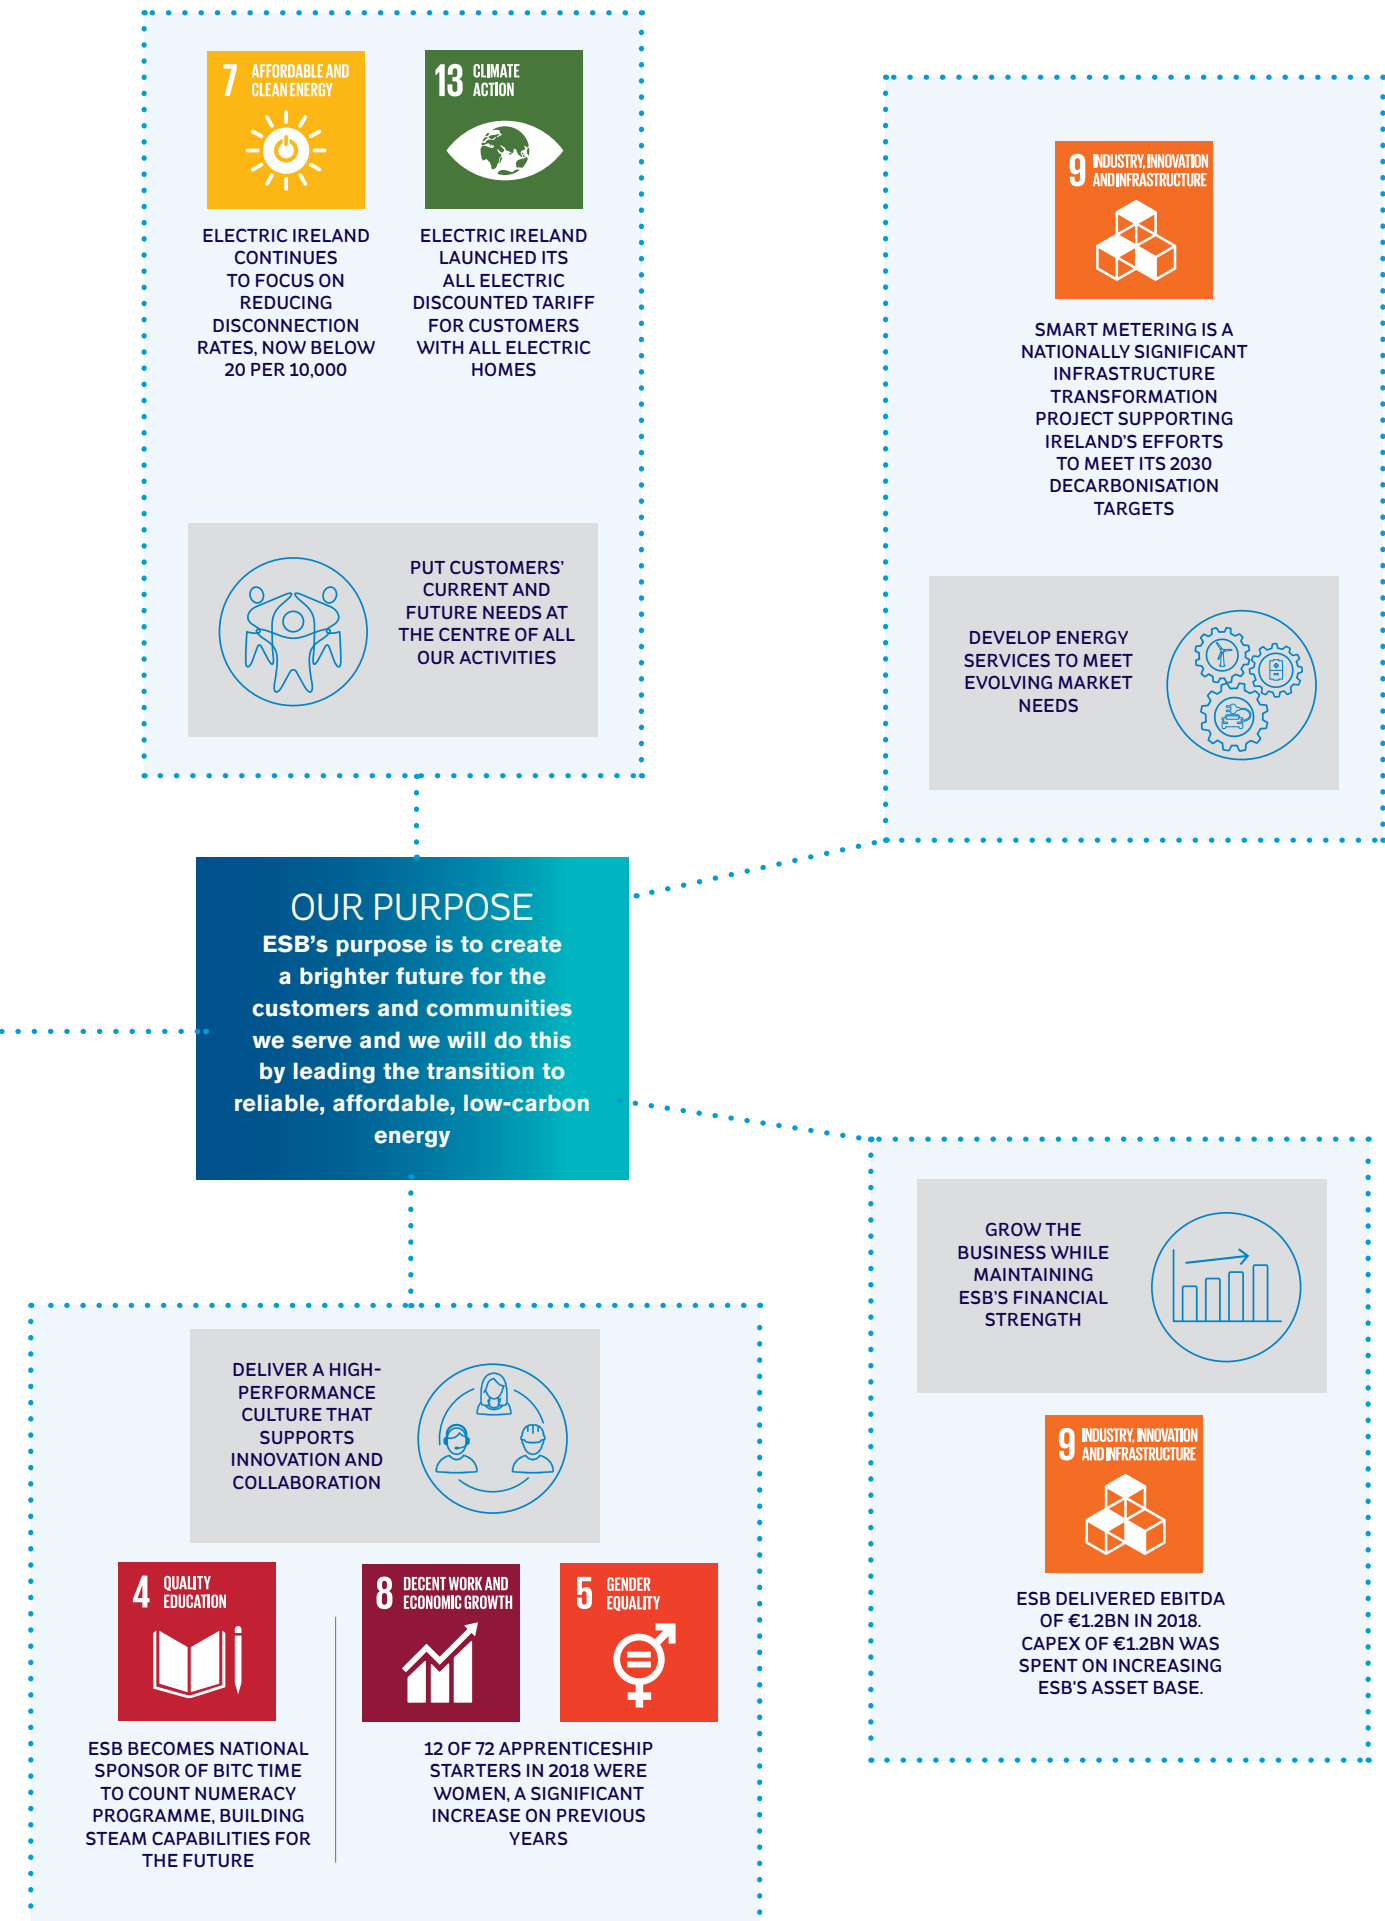 7 AFFORDABLE AND
CLEAN ENERGY
ELECTRIC IRELAND
CONTINUES
TO FOCUS ON
REDUCING
DISCONNECTION
RATES, NOW BELOW
20 PER 10,000
13 CLIMATE
ACTION
ELECTRIC IRELAND
LAUNCHED ITS
ALL ELECTRIC
DISCOUNTED TARIFF
FOR CUSTOMERS
WITH ALL ELECTRIC
HOMES
PUT CUSTOMERS'
CURRENT AND
FUTURE NEEDS AT
THE CENTRE OF ALL
OUR ACTIVITIES
9 INDUSTRY, INNOVATION
AND INFRASTRUCTURE
SMART METERING IS A
NATIONALLY SIGNIFICANT
INFRASTRUCTURE
TRANSFORMATION
PROJECT SUPPORTING
IRELAND'S EFFORTS
TO MEET ITS 2030
DECARBONISATION
TARGETS
DEVELOP ENERGY
SERVICES TO MEET
EVOLVING MARKET
NEEDS
OUR PURPOSE
ESB's purpose is to create
a brighter future for the
customers and communities
we serve and we will do this
by leading the transition to
reliable, affordable, low-carbon
energy
GROW THE
BUSINESS WHILE
MAINTAINING
ESB'S FINANCIAL
STRENGTH
9 INDUSTRY, INNOVATION
AND INFRASTRUCTURE
ESB DELIVERED EBITDA
OF €1.2BN IN 2018.
CAPEX OF €1.2BN WAS
SPENT ON INCREASING
ESB'S ASSET BASE.
DELIVER A HIGH-
PERFORMANCE
CULTURE THAT
SUPPORTS
INNOVATION AND
COLLABORATION
4 QUALITY
EDUCATION
ESB BECOMES NATIONAL
SPONSOR OF BITC TIME
TO COUNT NUMERACY
PROGRAMME, BUILDING
STEAM CAPABILITIES FOR
THE FUTURE
8 DECENT WORK AND
ECONOMIC GROWTH
5 GENDER
EQUALITY
12 OF 72 APPRENTICESHIP
STARTERS IN 2018 WERE
WOMEN, A SIGNIFICANT
INCREASE ON PREVIOUS
YEARS